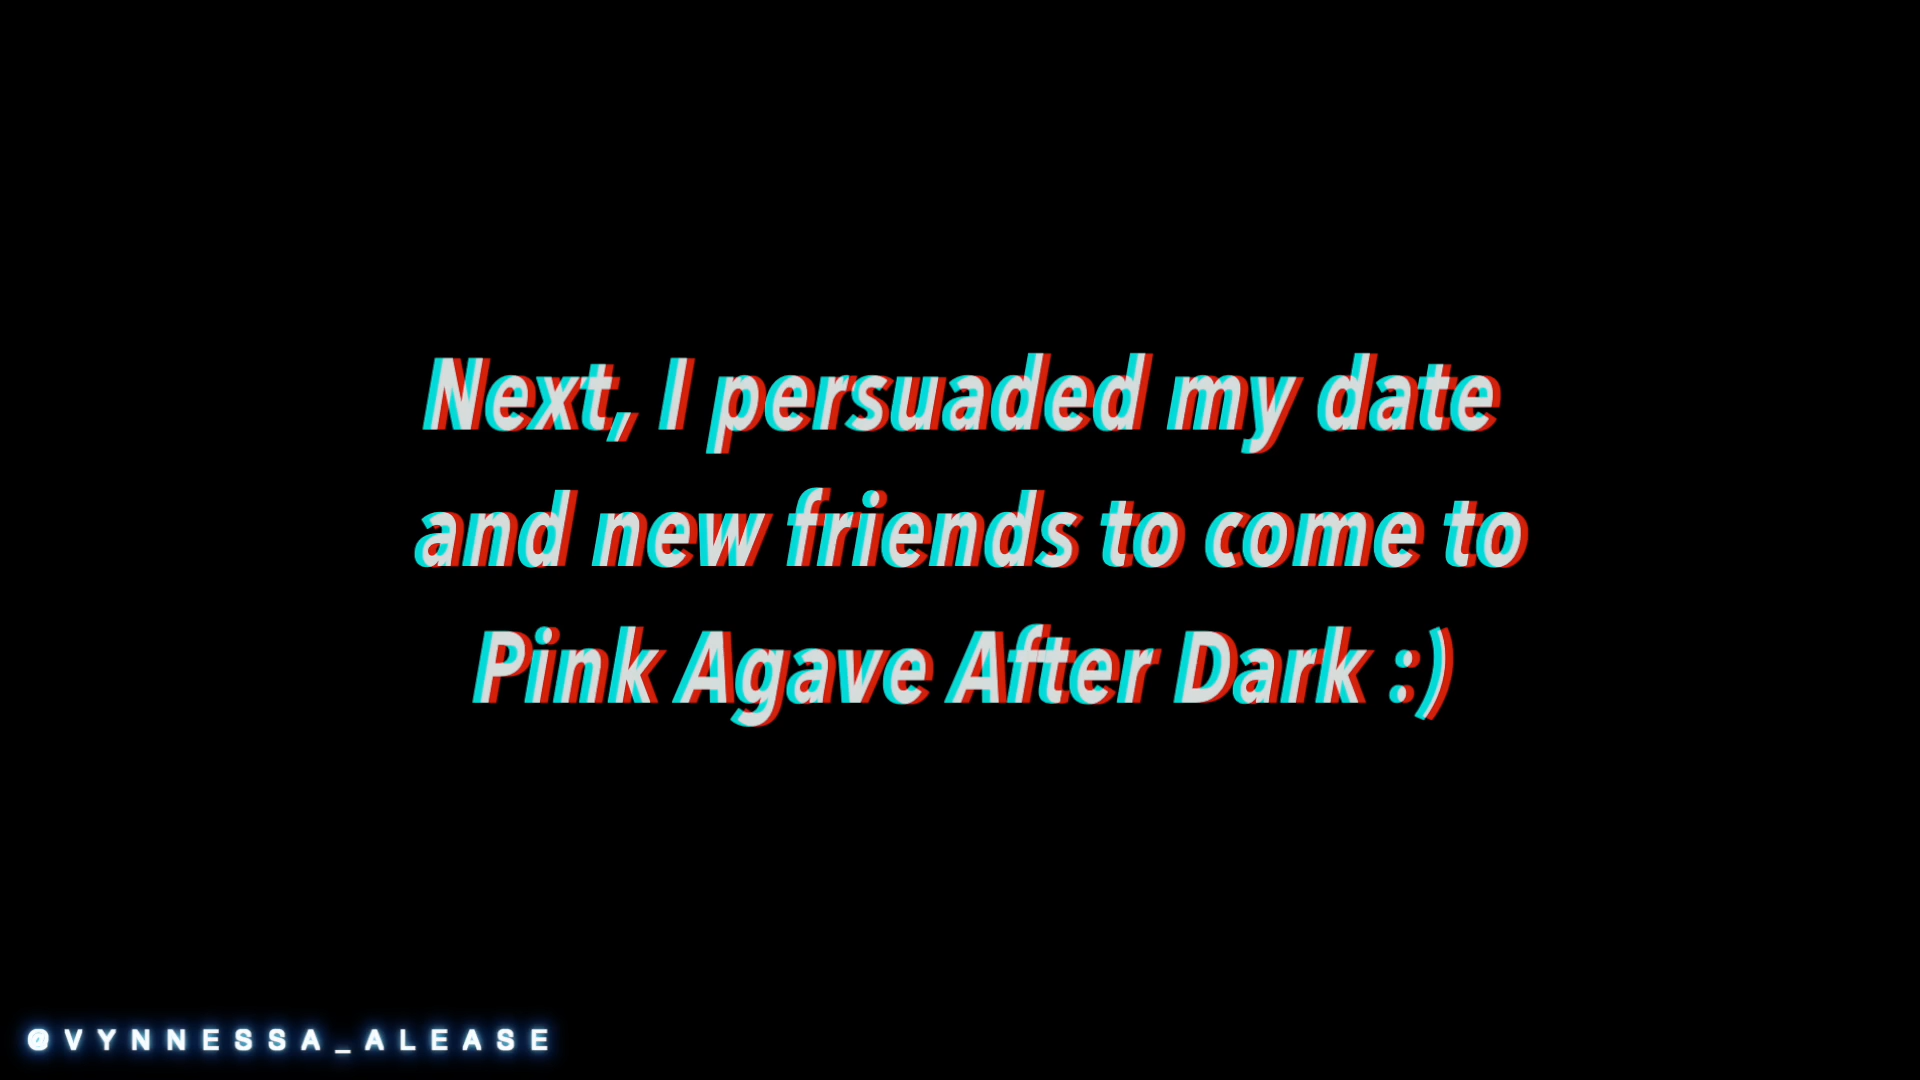 Next, I persuaded my date
and new friends to come to
Pink Agave After Dark :)
@VYNNESSA_ALEASE